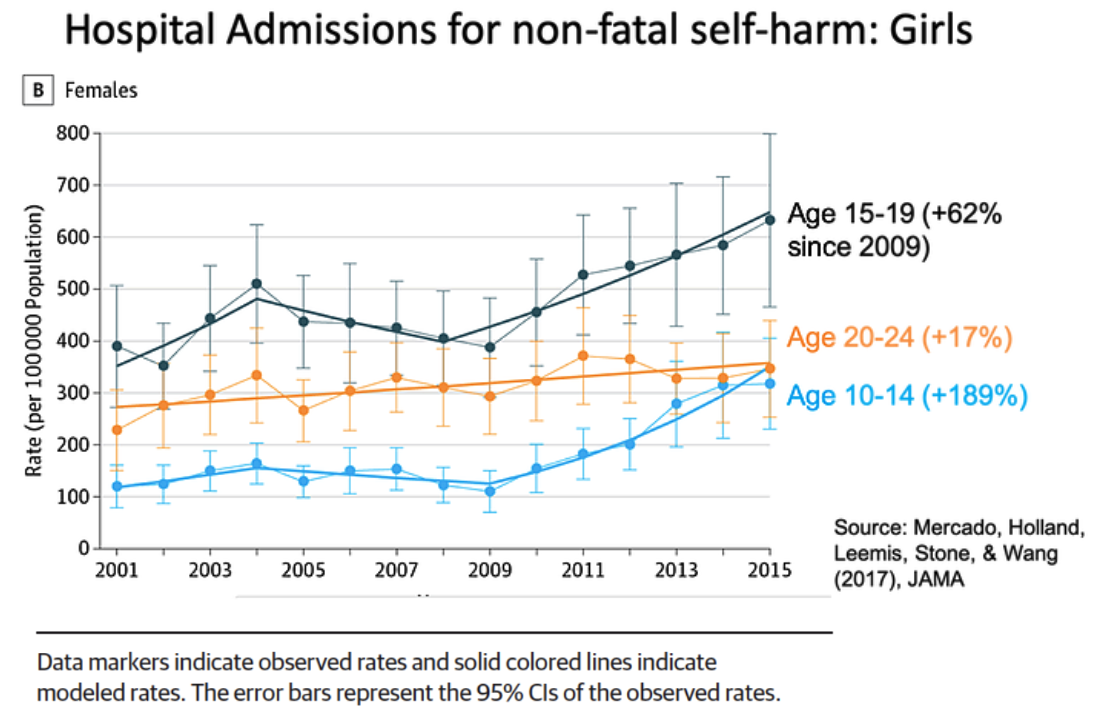 Hospital Admissions for non-fatal self-harm: Girls
B Females
800
700
600
500
400
300
200
100
0
Rate (per 100 000 Population)
2001 2003 2005 2007 2009 2011 2013 2015
Age 15-19 (+62%
since 2009)
Age 20-24 (+17%)
Age 10-14 (+189%)
Source: Mercado, Holland,
Leemis, Stone, & Wang
(2017), JAMA
Data markers indicate observed rates and solid colored lines indicate
modeled rates. The error bars represent the 95% CIs of the observed rates.